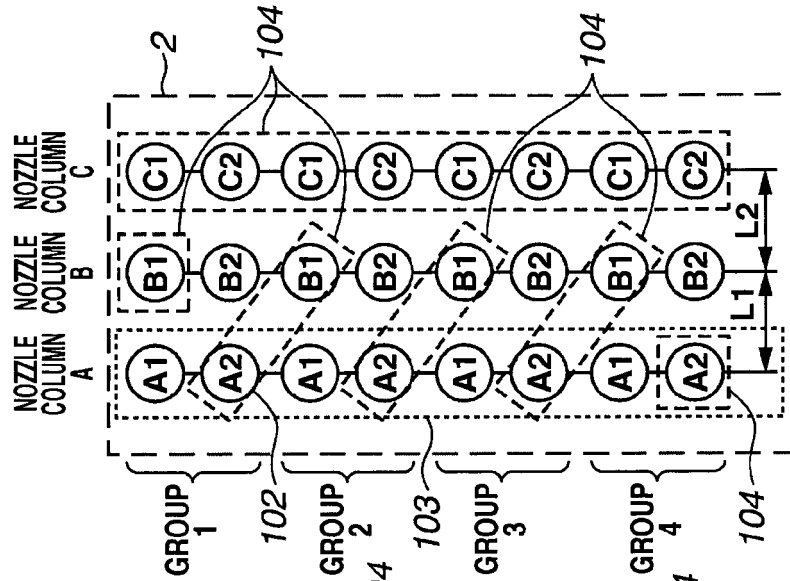 NOZZLE COLUMN A
NOZZLE COLUMN B
NOZZLE COLUMN C
2
104
GROUP 1
A1 B1 C1
A2 B2 C2
102
GROUP 2
A1 B1 C1
A2 B2 C2
04
103
GROUP 3
A1 B1 C1
A2 B2 C2
104
GROUP 4
A1 B1 C1
A2 B2 C2
104
L1 L2
4